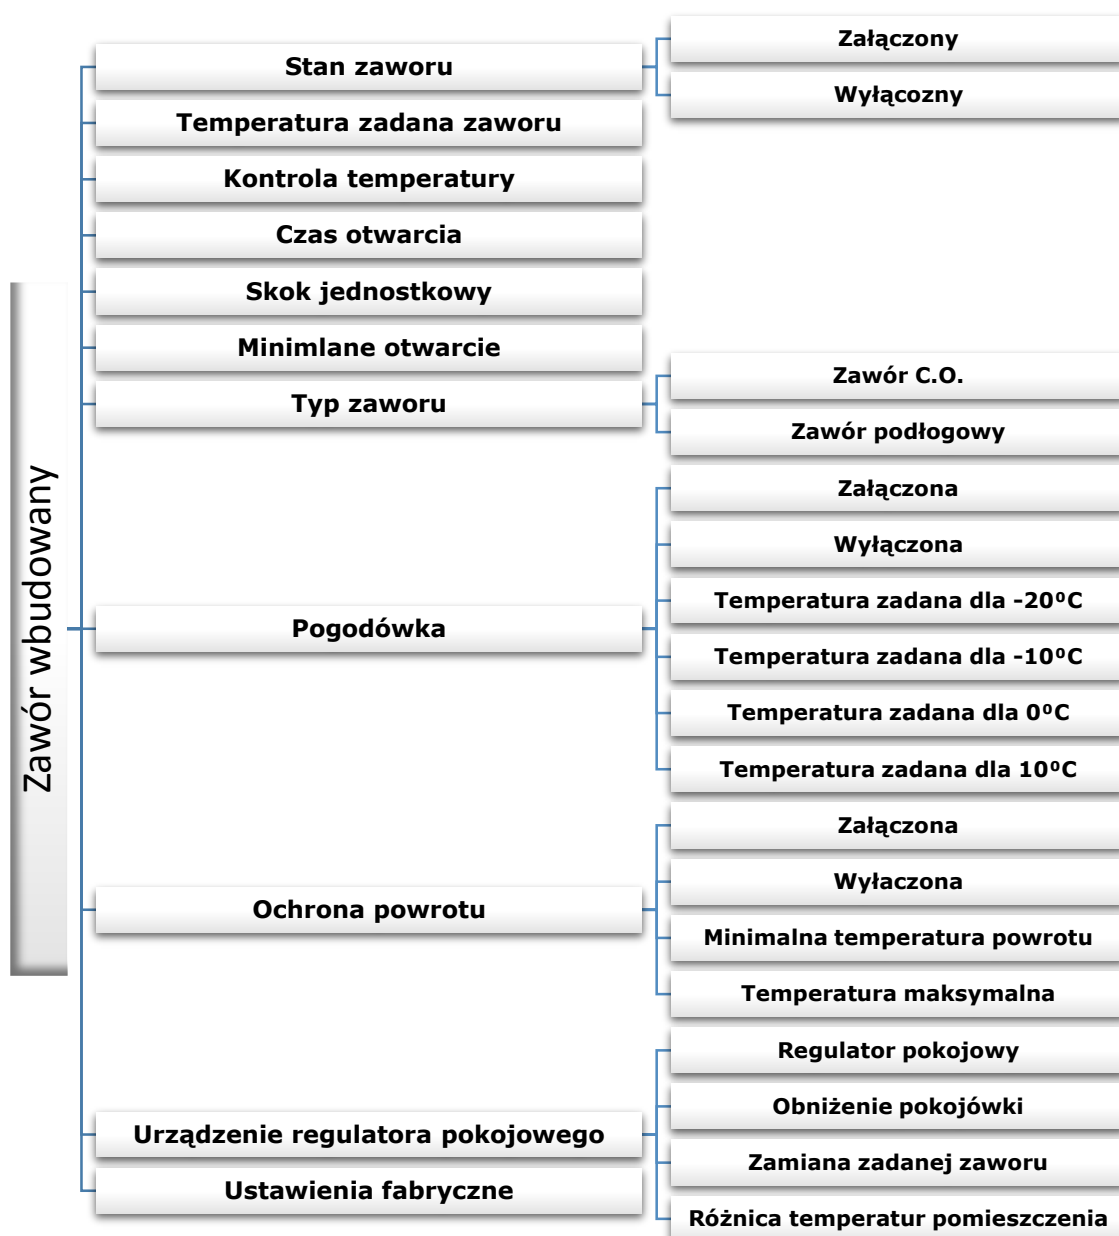 Zawór wbudowany
Stan zaworu
Załączony
Wyłącozny
Temperatura zadana zaworu
Kontrola temperatury
Czas otwarcia
Skok jednostkowy
Minimlane otwarcie
Typ zaworu
Zawór C.O.
Zawór podłogowy
Pogodówka
Załączona
Wyłączona
Temperatura zadana dla -20ºC
Temperatura zadana dla -10ºC
Temperatura zadana dla 0ºC
Temperatura zadana dla 10ºC
Ochrona powrotu
Załączona
Wyłaczona
Minimalna temperatura powrotu
Temperatura maksymalna
Urządzenie regulatora pokojowego
Regulator pokojowy
Obniżenie pokojówki
Zamiana zadanej zaworu
Różnica temperatur pomieszczenia
Ustawienia fabryczne